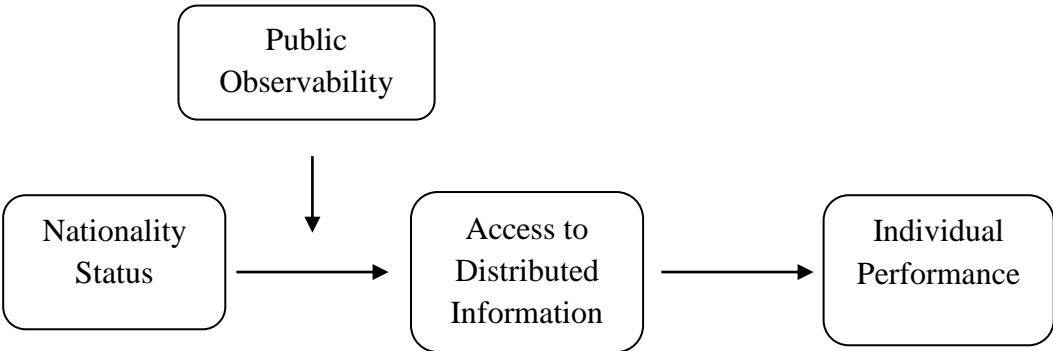 Public
Observability
Nationality
Status
Access to
Distributed
Information
Individual
Performance